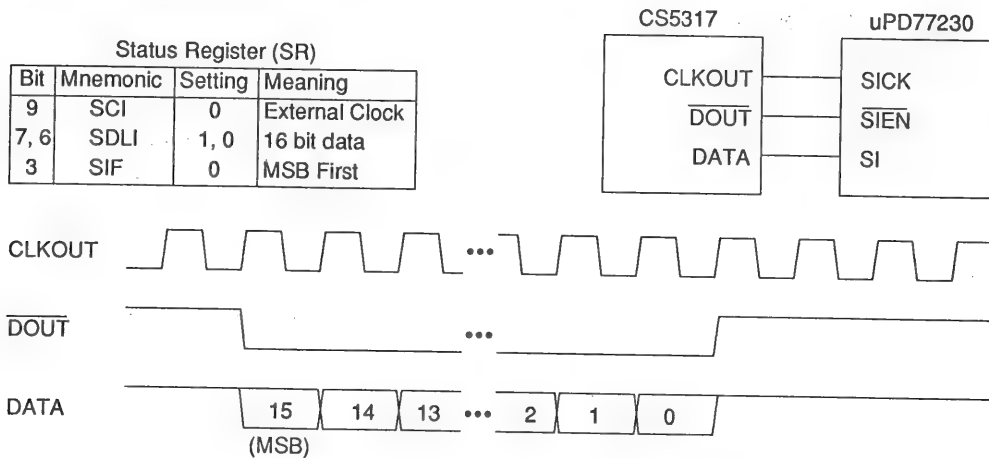 Status Register (SR)
Bit Mnemonic Setting Meaning
9 SCI 0 External Clock
7, 6 SDLI 1, 0 16 bit data
3 SIF 0 MSB First
CS5317 uPD77230
CLKOUT SICK
DOUT SIEN
DATA SI
CLKOUT •••
DOUT •••
DATA 15 14 13 ••• 2 1 0
(MSB)